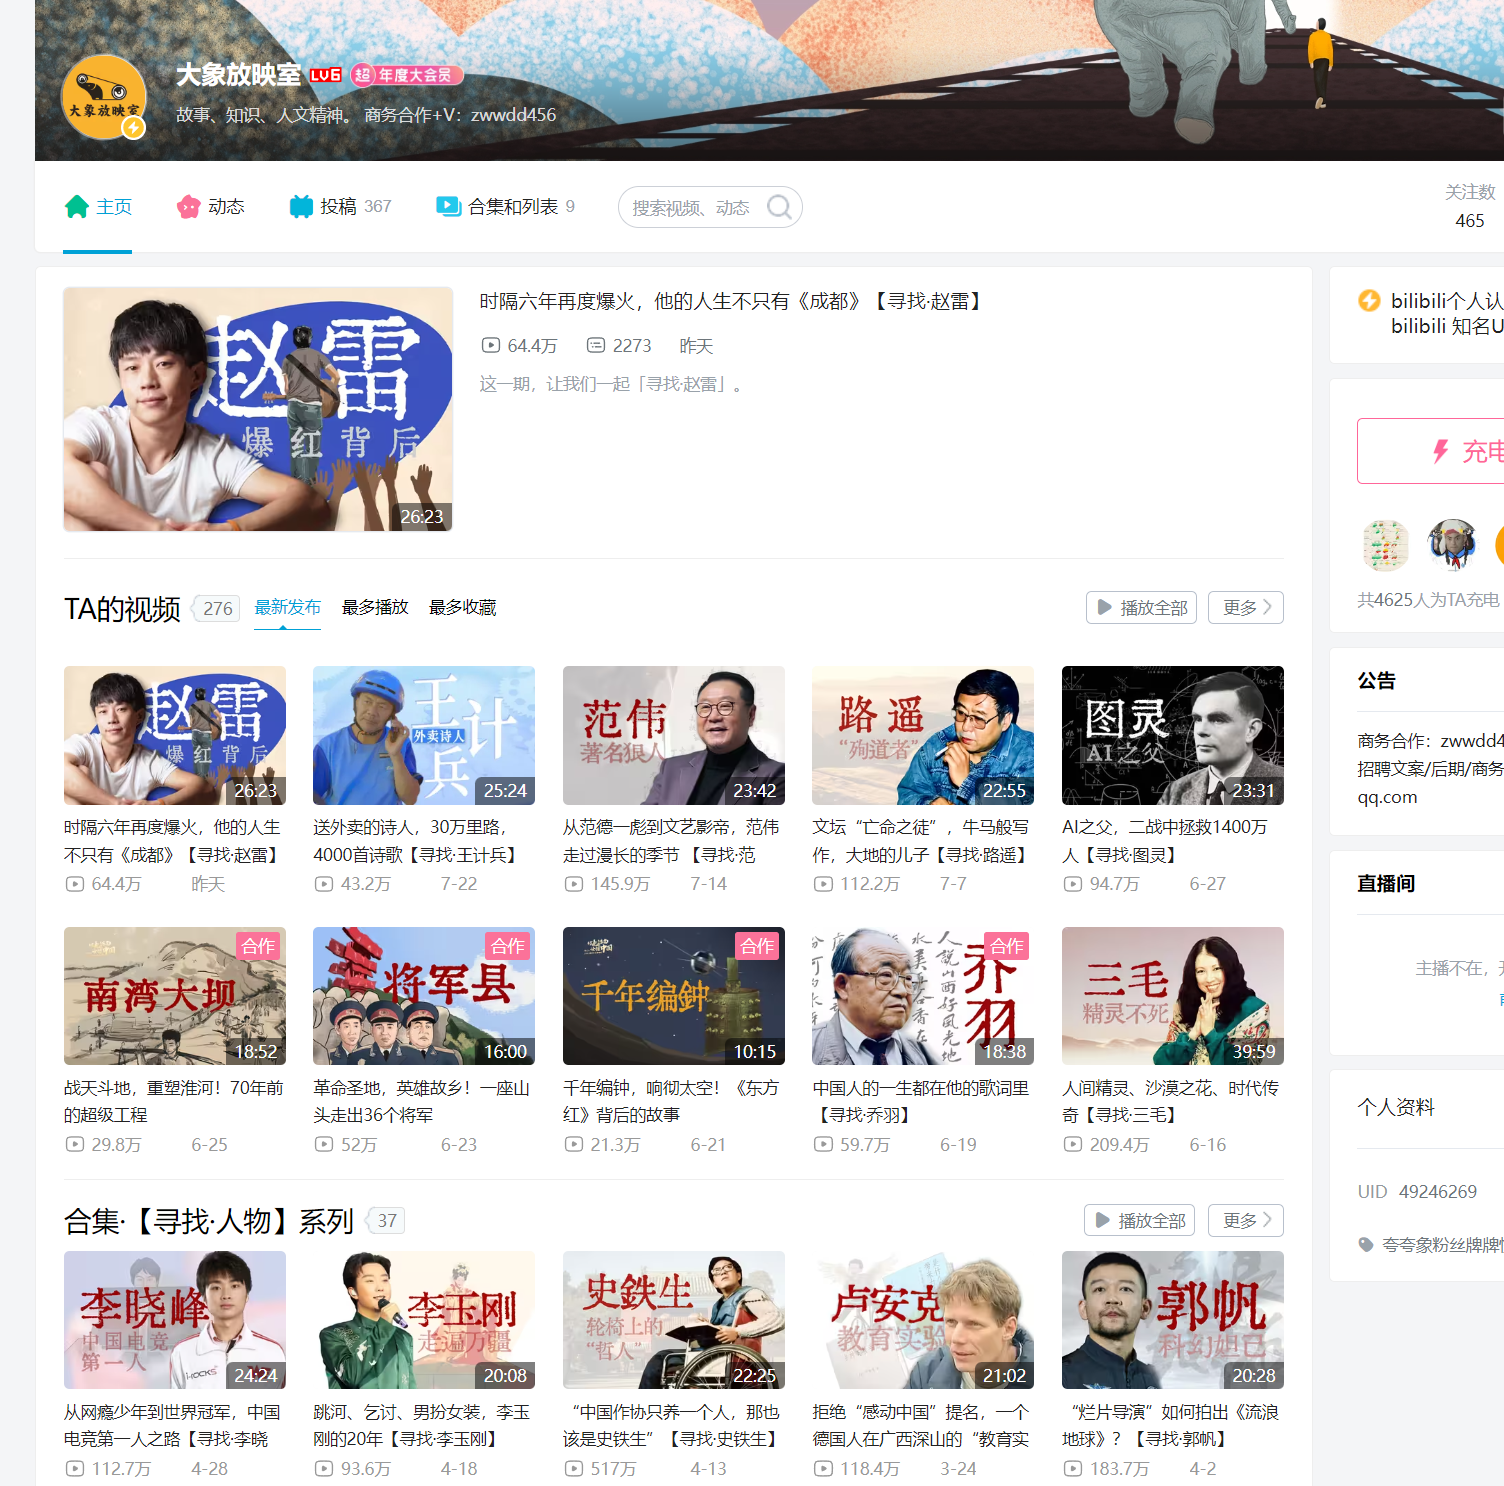 大象放映室 LV6 超 年度大会员
故事、知识、人文精神。 商务合作+V：zwwdd456
大象放映室
主页 动态 投稿 367 合集和列表 9 搜索视频、动态
关注数
465
赵雷
爆红背后
26:23
时隔六年再度爆火，他的人生不只有《成都》【寻找·赵雷】
64.4万 2273 昨天
这一期，让我们一起「寻找·赵雷」。
TA的视频 276 最新发布 最多播放 最多收藏 播放全部 更多
赵雷
爆红背后
26:23
时隔六年再度爆火，他的人生
不只有《成都》【寻找·赵雷】
64.4万 昨天
王计兵
外卖诗人
25:24
送外卖的诗人，30万里路，
4000首诗歌【寻找·王计兵】
43.2万 7-22
范伟
著名狠人
23:42
从范德一彪到文艺影帝，范伟
走过漫长的季节 【寻找·范
145.9万 7-14
路遥
“殉道者”
22:55
文坛“亡命之徒”，牛马般写
作，大地的儿子【寻找·路遥】
112.2万 7-7
图灵
AI之父
23:31
AI之父，二战中拯救1400万
人【寻找·图灵】
94.7万 6-27
合作
南湾大坝
18:52
战天斗地，重塑淮河！70年前
的超级工程
29.8万 6-25
合作
将军县
16:00
革命圣地，英雄故乡！一座山
头走出36个将军
52万 6-23
合作
千年编钟
10:15
千年编钟，响彻太空！《东方
红》背后的故事
21.3万 6-21
合作
乔羽
18:38
中国人的一生都在他的歌词里
【寻找·乔羽】
59.7万 6-19
三毛
精灵不死
39:59
人间精灵、沙漠之花、时代传
奇【寻找·三毛】
209.4万 6-16
合集·【寻找·人物】系列 37 播放全部 更多
李晓峰
中国电竞
第一人
i-rocks
24:24
从网瘾少年到世界冠军，中国
电竞第一人之路【寻找·李晓
112.7万 4-28
李玉刚
走遍万疆
20:08
跳河、乞讨、男扮女装，李玉
刚的20年【寻找·李玉刚】
93.6万 4-18
史鉄生
轮椅上的
“哲人”
22:25
“中国作协只养一个人，那也
该是史铁生”【寻找·史铁生】
517万 4-13
卢安克
教育实验
21:02
拒绝“感动中国”提名，一个
德国人在广西深山的“教育实
118.4万 3-24
郭帆
科幻妲己
20:28
“烂片导演”如何拍出《流浪
地球》？【寻找·郭帆】
183.7万 4-2
bilibili个人认
bilibili 知名U
充电
共4625人为TA充电
公告
商务合作：zwwdd4
招聘文案/后期/商务
qq.com
直播间
主播不在，
个人资料
UID 49246269
夸夸象粉丝牌牌